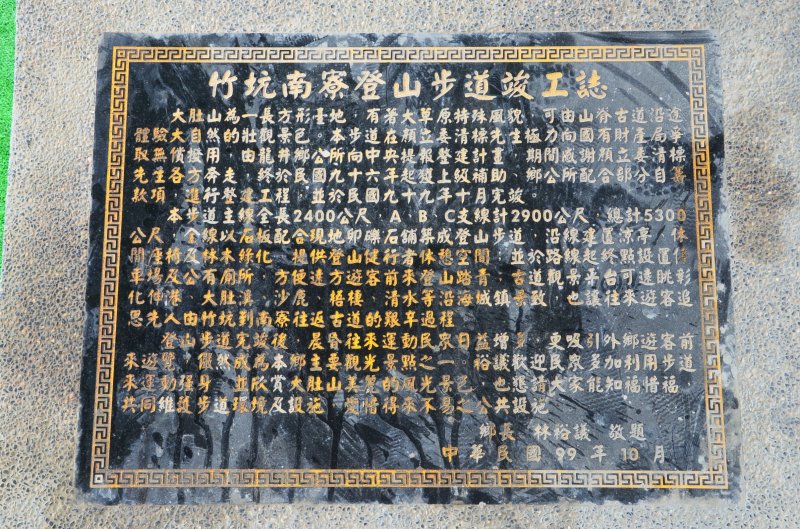 竹坑南寮登山步道竣工誌
大肚山為一長方形臺地,有著大草原特殊風貌,可由山脊古道沿途
體驗大自然的壯觀景色。本步道在顏立委清標先生極力向國有財產局爭
取無償撥用,由龍井鄉公所向中央提報整建計畫,期間感謝顏立委清標
先生各方奔走,終於民國九十六年起邀上級補助、鄉公所配合部分自籌
款項,進行整建工程,並於民國九十九年十月完竣。
本步道主線全長2400公尺,A、B、C支線計2900公尺,總計5300
公尺,全線以石板配合現地卵礫石舖築成登山步道,沿線建置涼亭、休
閒座椅及林木綠化,提供登山健行者休憩空間;並於路線起終點設置停
車場及公有廁所,方便遠方遊客前來登山踏青;古道觀景平台可遠眺彰
化伸港、大肚溪、沙鹿、梧棲、清水等沿海城鎮景致,也讓往來遊客追
思先人由竹坑到南寮往返古道的艱辛過程。
登山步道完竣後,晨昏往來運動民眾日益增多,更吸引外鄉遊客前
來遊覽,儼然成為本鄉主要觀光景點之一。裕議歡迎民眾多加利用步道
來運動強身,並欣賞大肚山美麗的風光景色,也懇請大家能知福惜福,
共同維護步道環境及設施,愛惜得來不易之公共設施。
鄉長 林裕議 敬題
中華民國 99 年 10 月